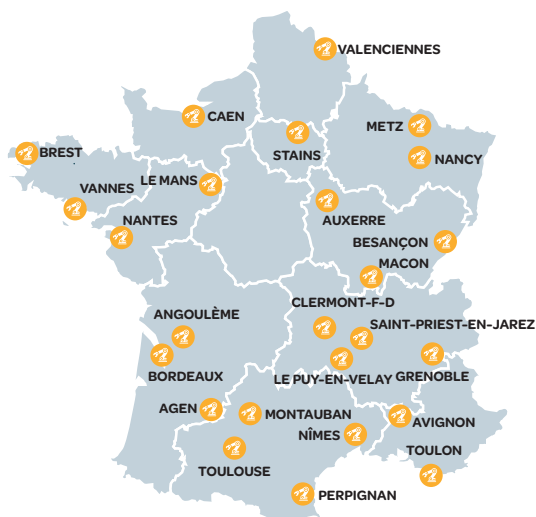 VALENCIENNES
CAEN
METZ
BREST
STAINS
NANCY
VANNES
LE MANS
NANTES
AUXERRE
BESANÇON
MACON
CLERMONT-F-D
ANGOULÈME
SAINT-PRIEST-EN-JAREZ
BORDEAUX
LE PUY-EN-VELAY
GRENOBLE
AGEN
MONTAUBAN
AVIGNON
NÎMES
TOULOUSE
TOULON
PERPIGNAN